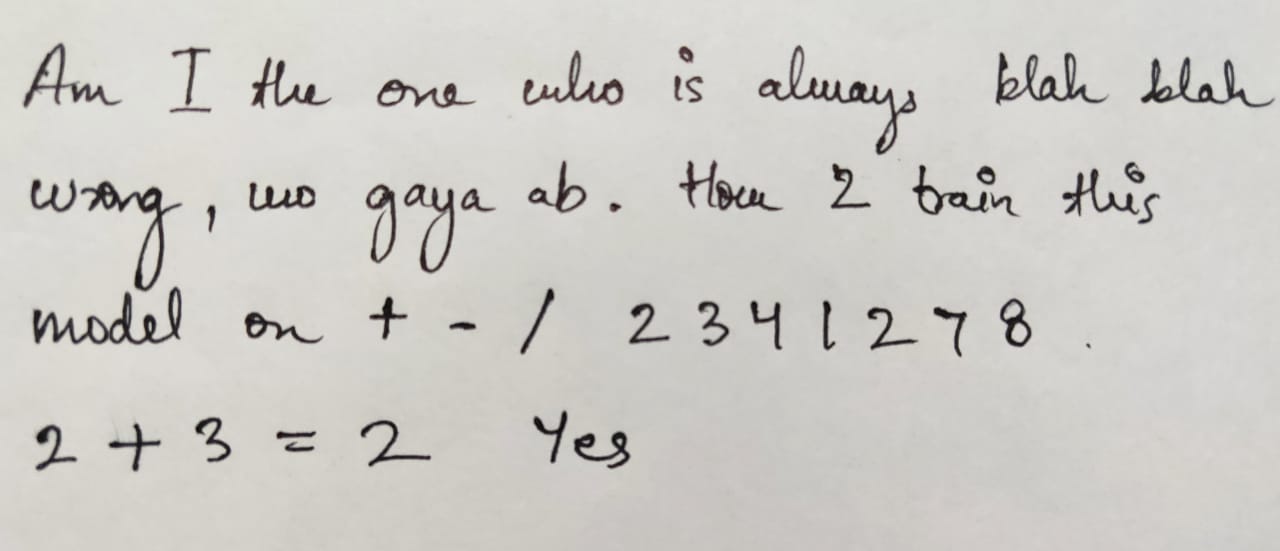 Am I the one who is always blah blah
wrong, wo gaya ab. How 2 train this
model on + - / 2341278.
2 + 3 = 2 Yes